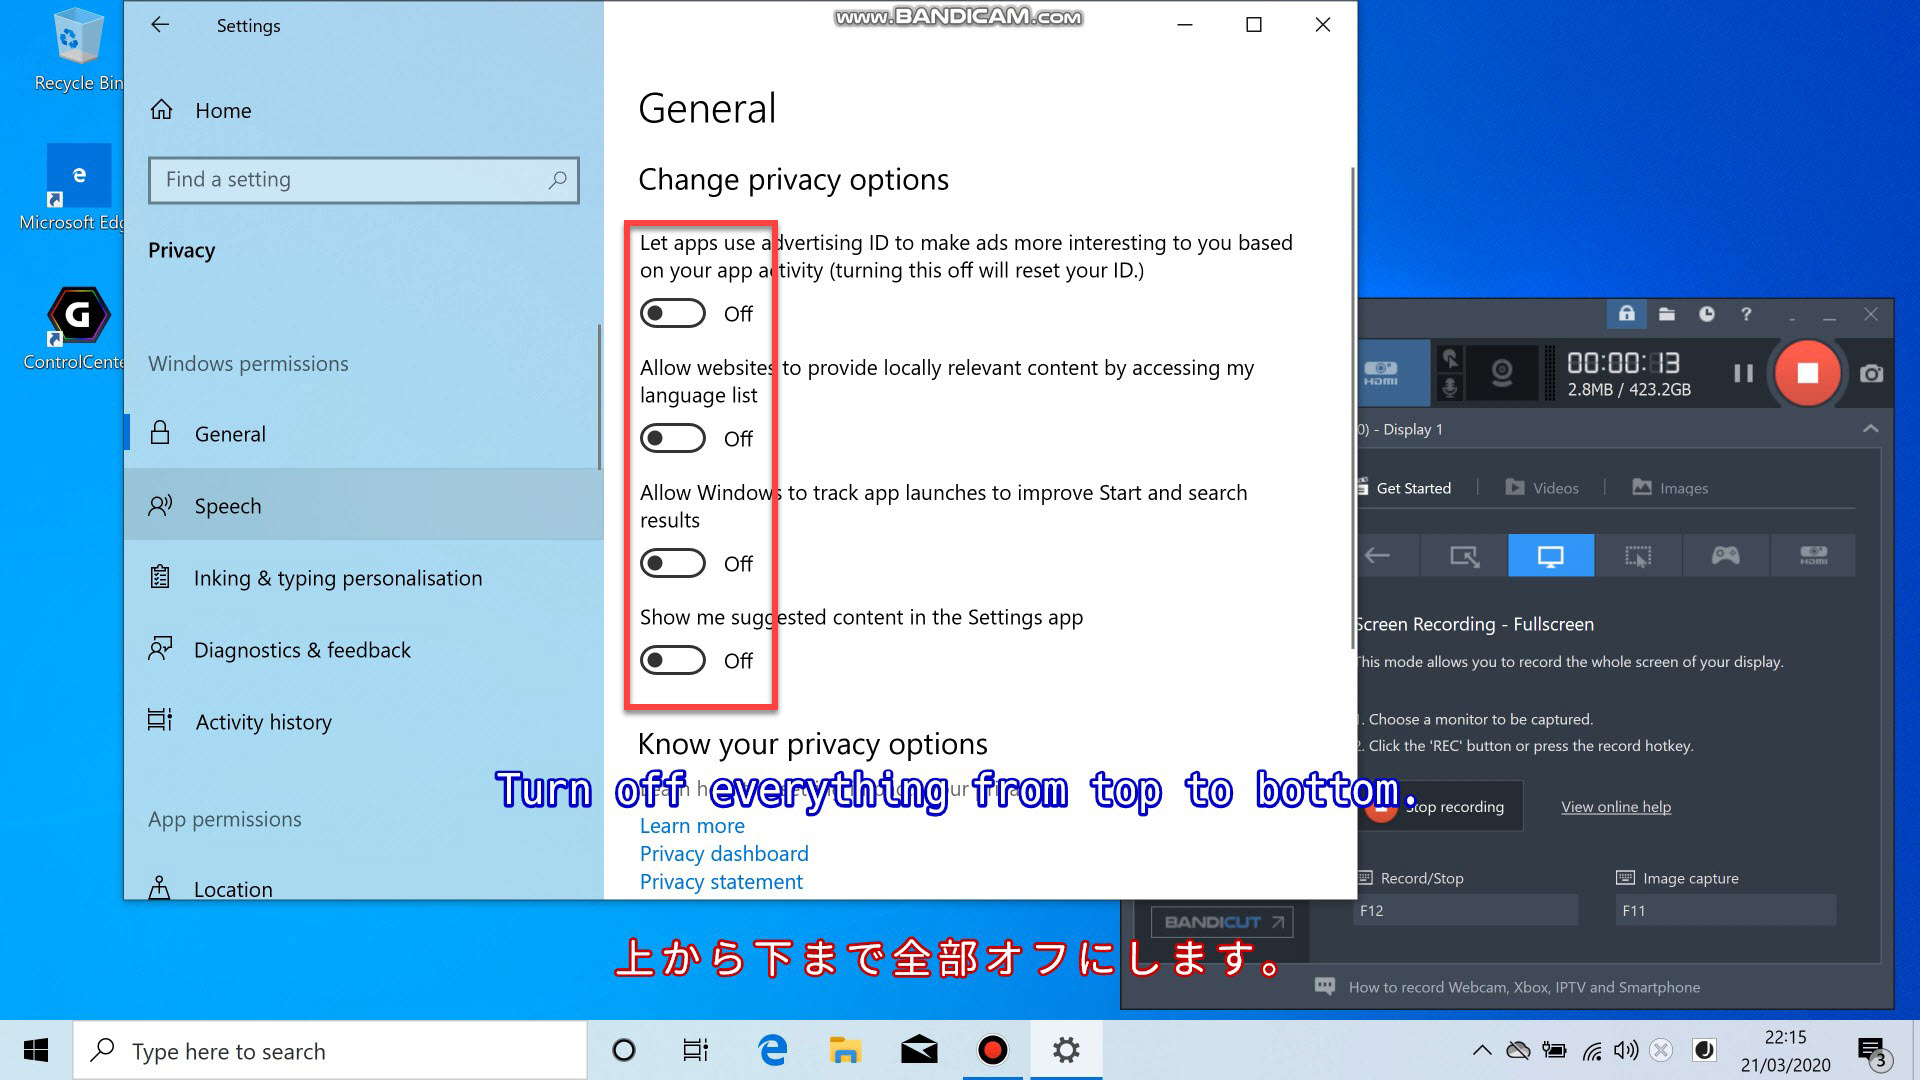 Recycle Bin
Microsoft Edg
ControlCente
Settings
www.BANDICAM.com
Home
Find a setting
Privacy
Windows permissions
General
Speech
Inking & typing personalisation
Diagnostics & feedback
Activity history
App permissions
Location
General
Change privacy options
Let apps use advertising ID to make ads more interesting to you based
on your app activity (turning this off will reset your ID.)
Off
Allow websites to provide locally relevant content by accessing my
language list
Off
Allow Windows to track app launches to improve Start and search
results
Off
Show me suggested content in the Settings app
Off
Know your privacy options
Turn off everything from top to bottom.
Learn more
Privacy dashboard
Privacy statement
HDMI
00:00:13
2.8MB / 423.2GB
0) - Display 1
Get Started
Videos
Images
HDMI
Screen Recording - Fullscreen
This mode allows you to record the whole screen of your display.
1. Choose a monitor to be captured.
2. Click the 'REC' button or press the record hotkey.
Stop recording
View online help
Record/Stop
Image capture
F12
F11
BANDICUT
How to record Webcam, Xbox, IPTV and Smartphone
上から下まで全部オフにします。
Type here to search
22:15
21/03/2020
3